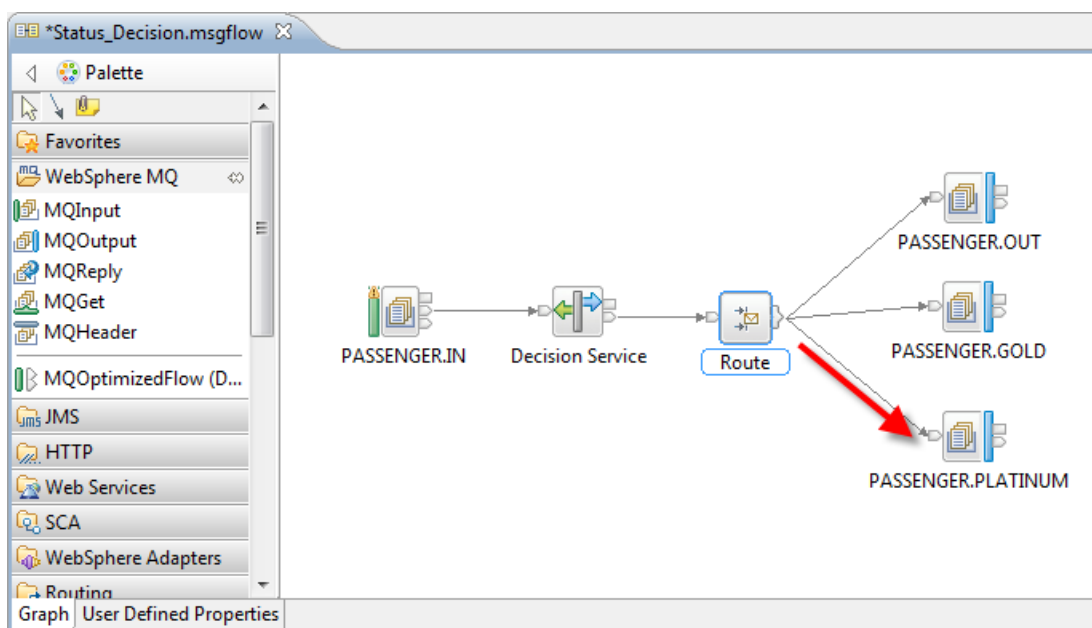 *Status_Decision.msgflow
Palette
Favorites
WebSphere MQ
MQInput
MQOutput
MQReply
MQGet
MQHeader
MQOptimizedFlow (D...
JMS
HTTP
Web Services
SCA
WebSphere Adapters
Routing
Graph User Defined Properties
PASSENGER.OUT
PASSENGER.IN
Decision Service
Route
PASSENGER.GOLD
PASSENGER.PLATINUM